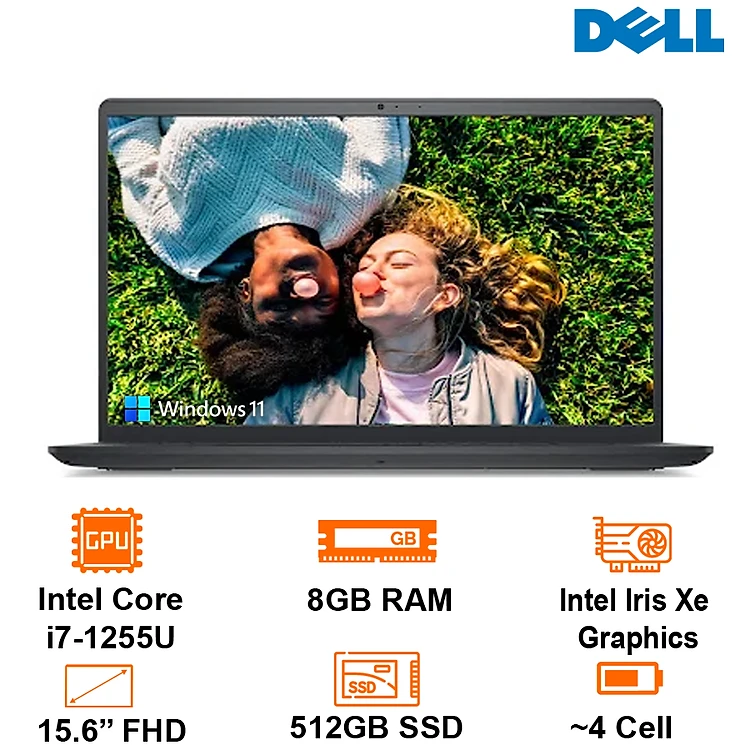 DELL
Windows 11
GPU
GB
Intel Core
i7-1255U
8GB RAM
Intel Iris Xe
Graphics
15.6” FHD
SSD
512GB SSD
~4 Cell